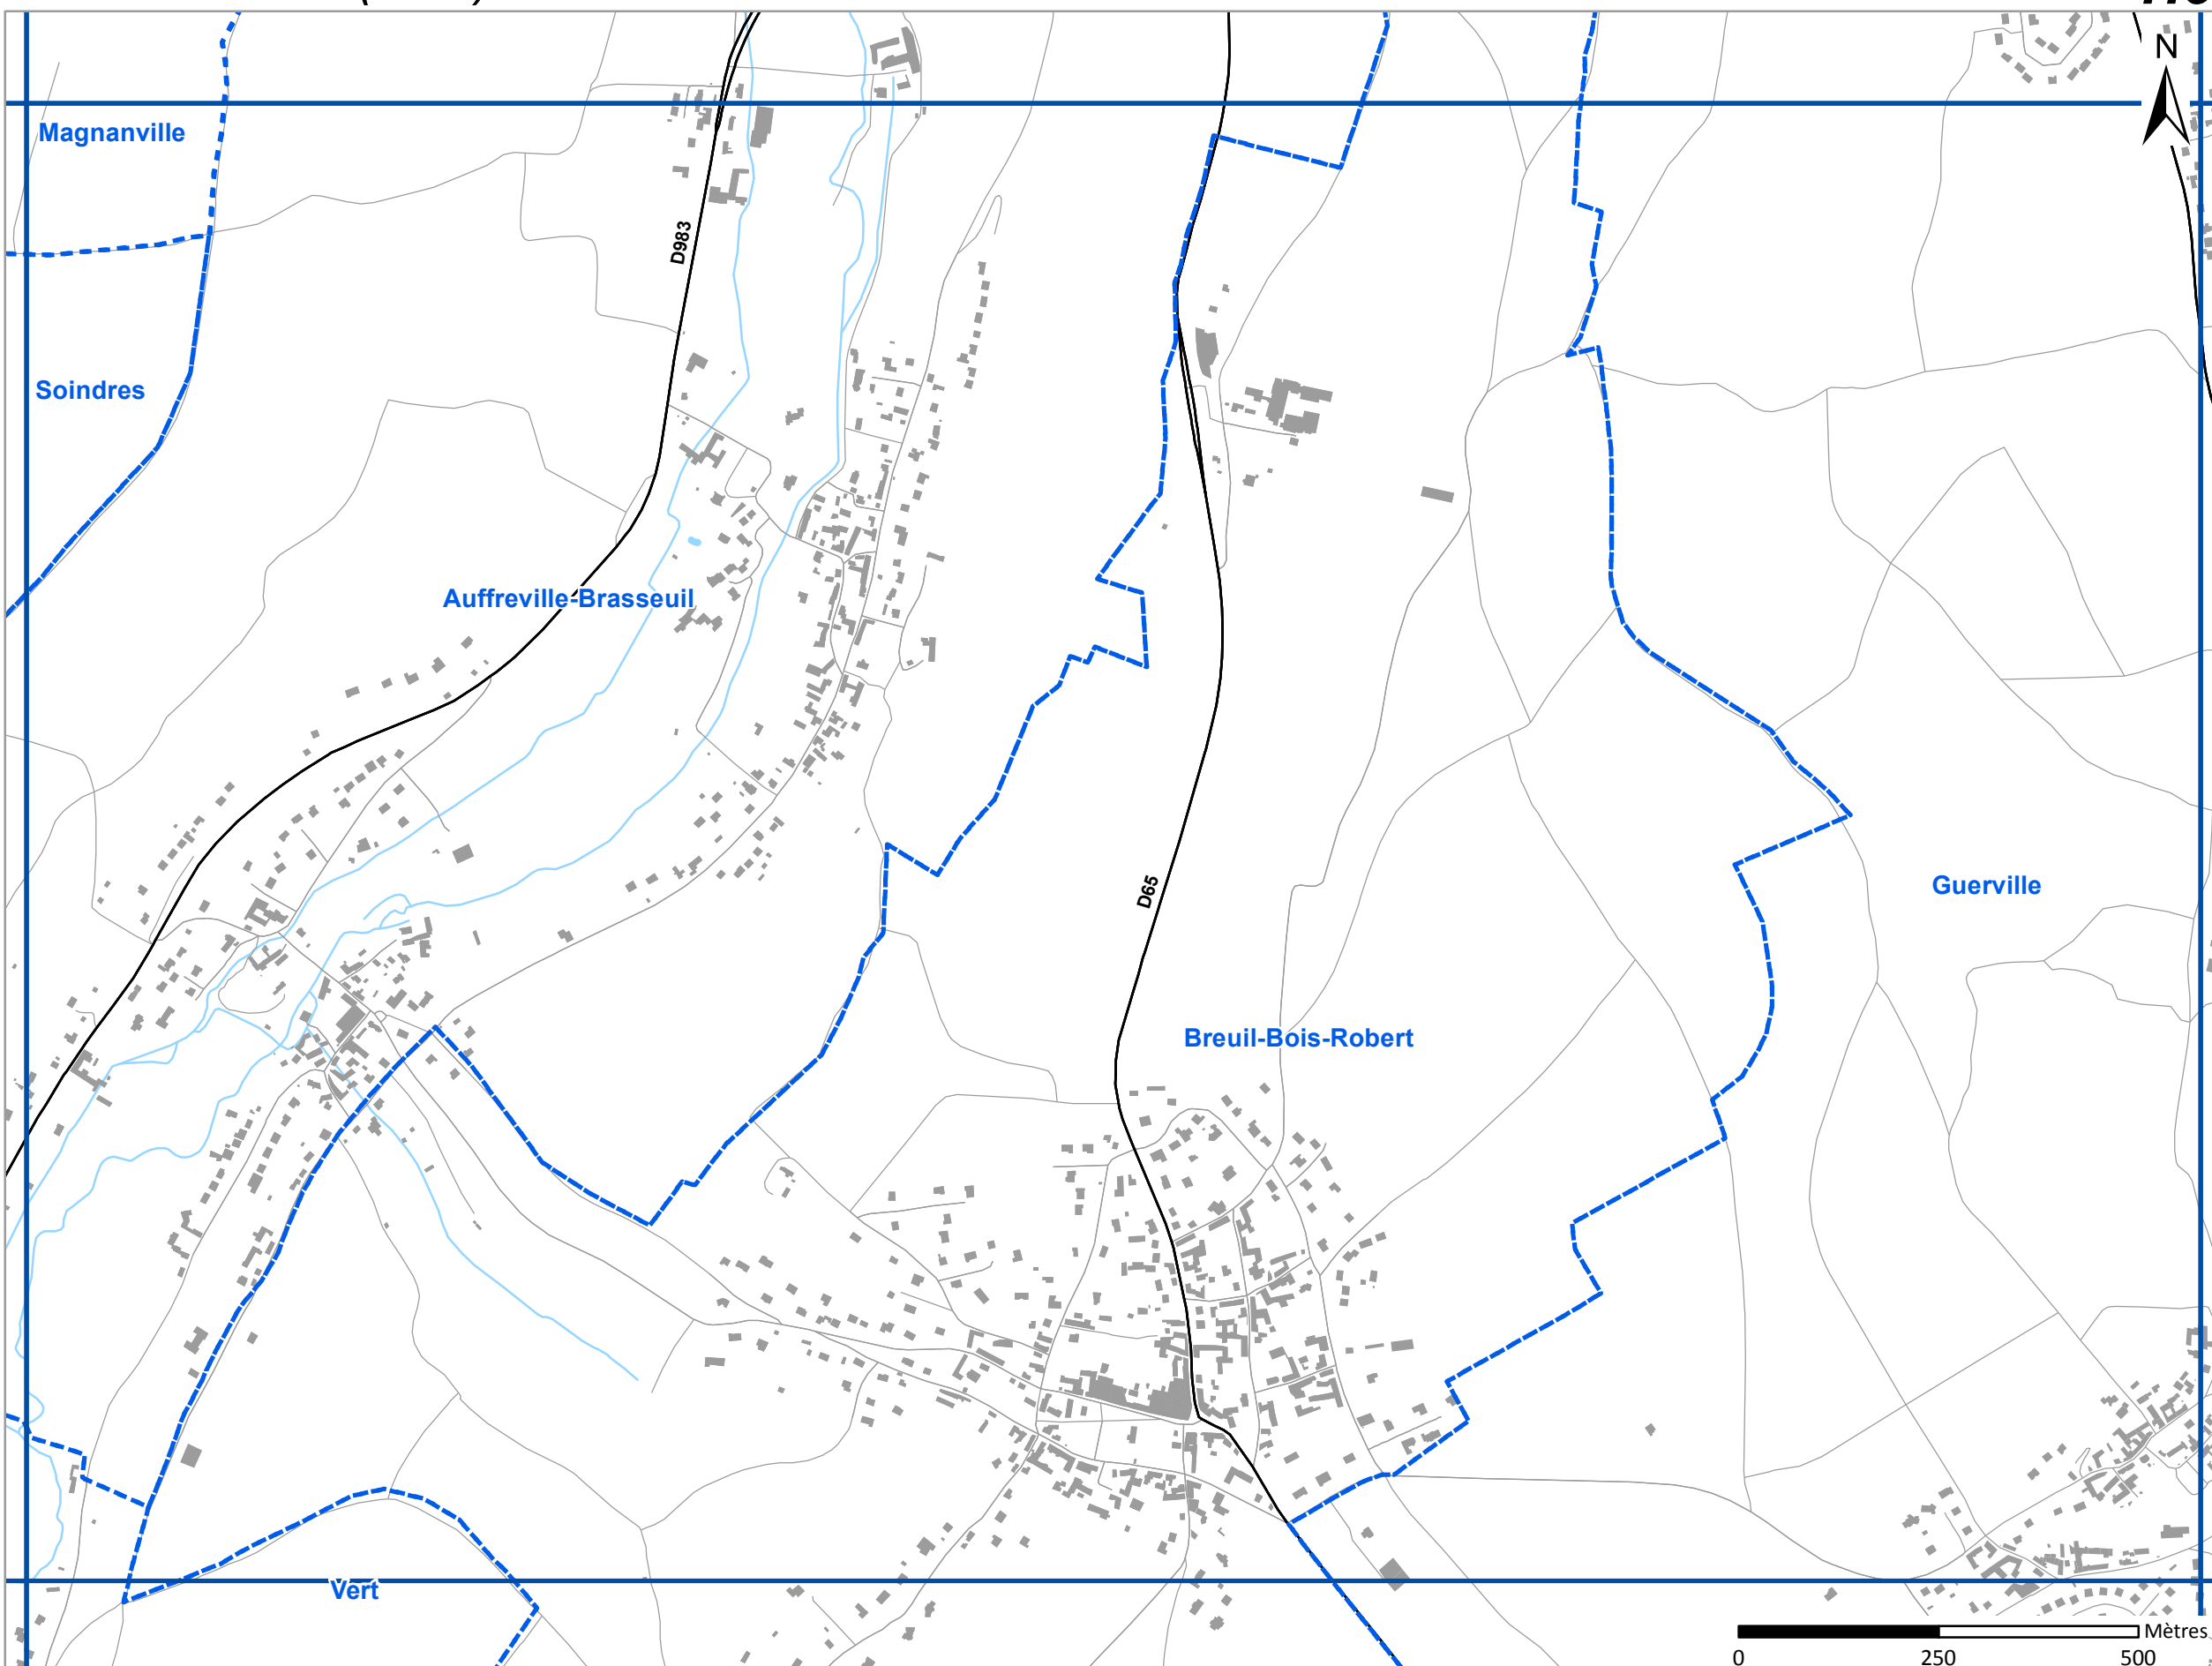 N
Magnanville
D983
Soindres
Auffreville-Brasseuil
D65
Guerville
Breuil-Bois-Robert
Vert
Mètres
0 250 500